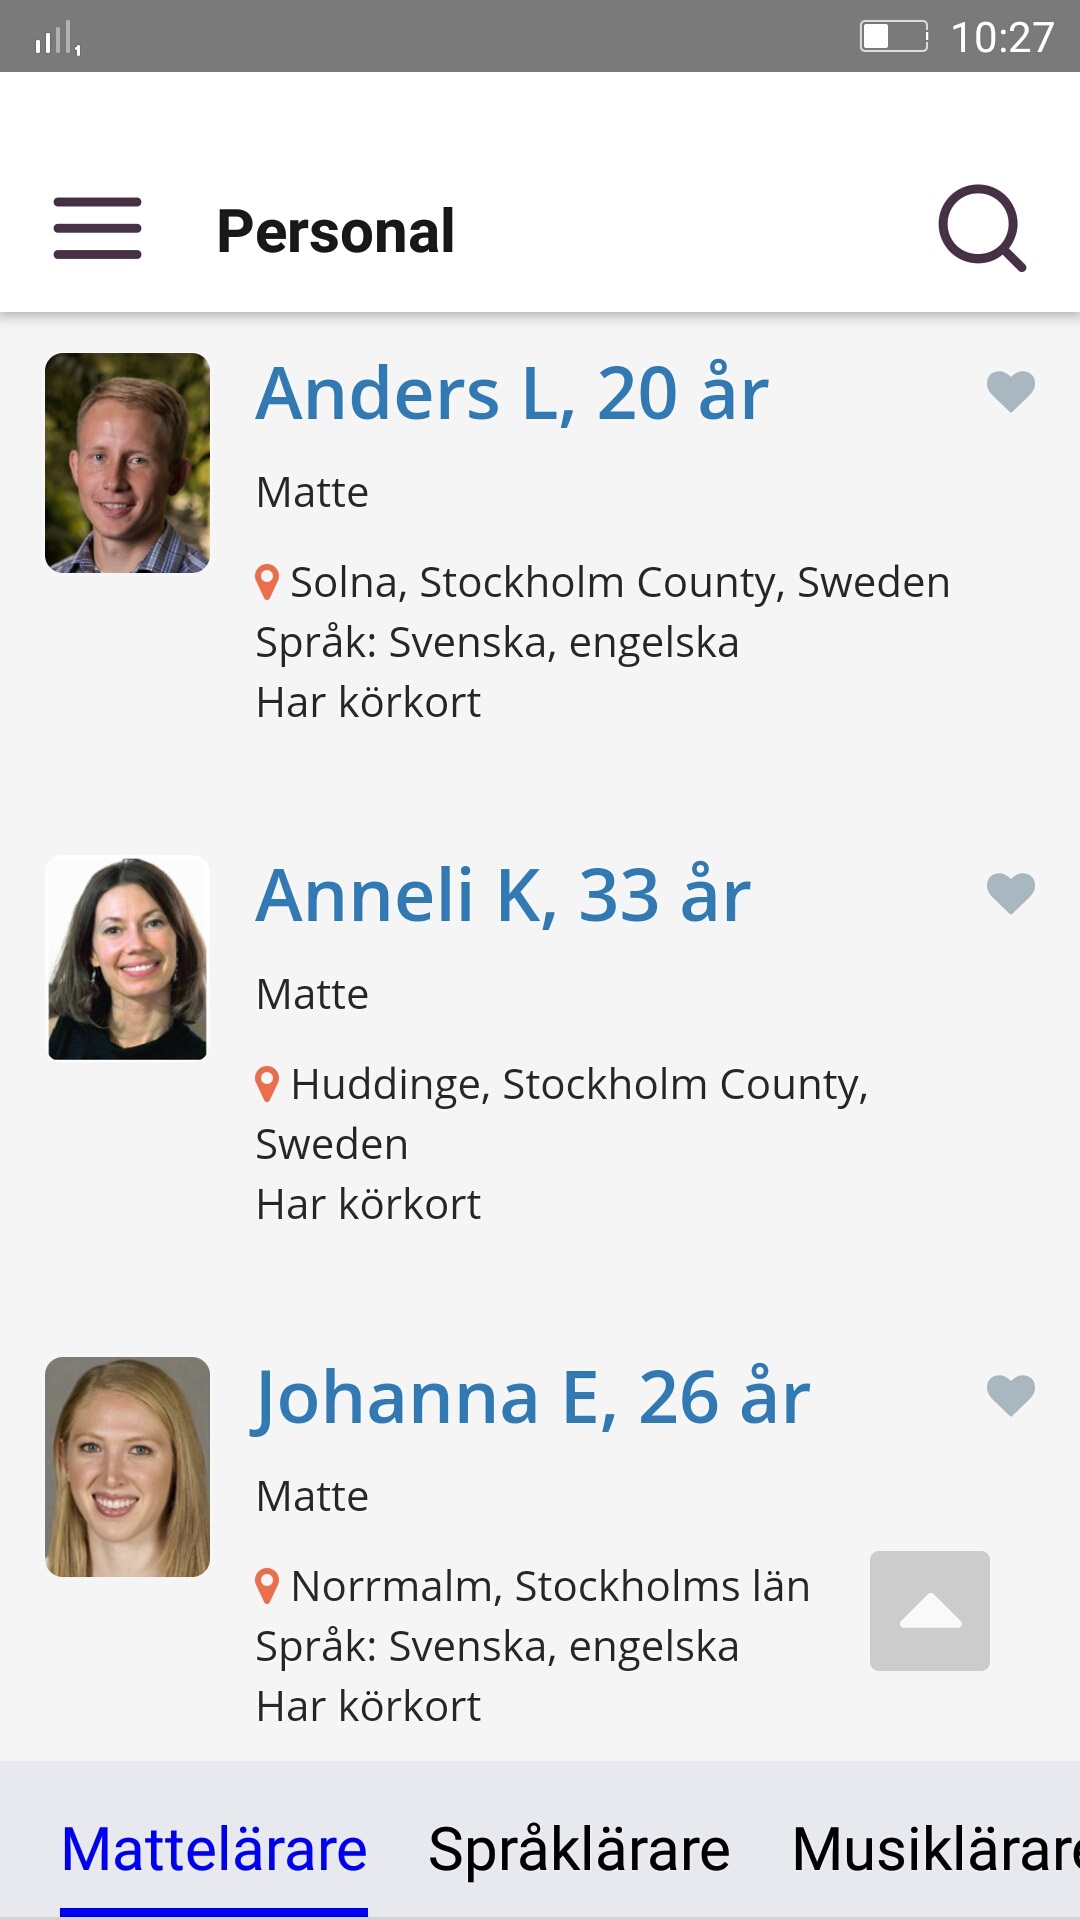 10:27
Personal
Anders L, 20 år
Matte
Solna, Stockholm County, Sweden
Språk: Svenska, engelska
Har körkort
Anneli K, 33 år
Matte
Huddinge, Stockholm County,
Sweden
Har körkort
Johanna E, 26 år
Matte
Norrmalm, Stockholms län
Språk: Svenska, engelska
Har körkort
Mattelärare Språklärare Musiklärare